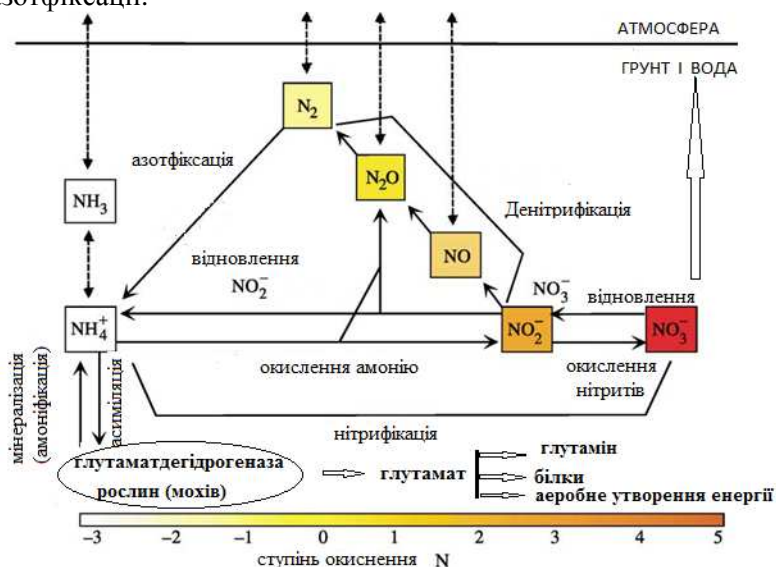 азотфіксації.
АТМОСФЕРА
ГРУНТ І ВОДА
N₂
азотфіксація
N₂O
NH₃
Денітрифікація
NO
відновлення
NO₂⁻
NO₃⁻
відновлення
NH₄⁺
NO₂⁻
NO₃⁻
окислення амонію
окислення
нітритів
мінералізація
(амоніфікація)
асиміляція
нітрифікація
глутаматдегідрогеназа
рослин (мохів)
глутамат
глутамін
білки
аеробне утворення енергії
−3 −2 −1 0 1 2 3 4 5
ступінь окиснення N